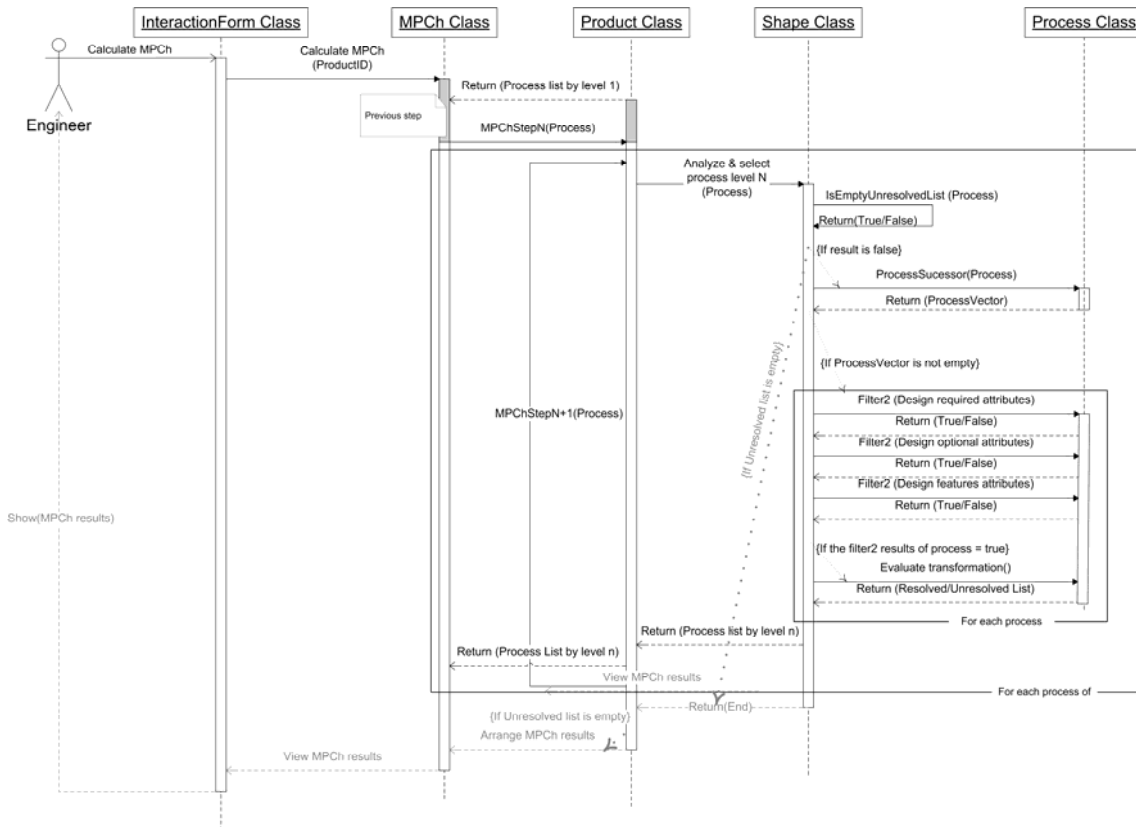 InteractionForm Class
MPCh Class
Product Class
Shape Class
Process Class
Calculate MPCh
Calculate MPCh
(ProductID)
Engineer
Return (Process list by level 1)
Previous step
MPChStepN(Process)
Analyze & select
process level N
(Process)
IsEmptyUnresolvedList (Process)
Return(True/False)
{If result is false}
ProcessSucessor(Process)
Return (ProcessVector)
{If ProcessVector is not empty}
{If Unresolved list is empty}
MPChStepN+1(Process)
Filter2 (Design required attributes)
Return (True/False)
Filter2 (Design optional attributes)
Return (True/False)
Filter2 (Design features attributes)
Return (True/False)
Show(MPCh results)
{If the filter2 results of process = true}
Evaluate transformation()
Return (Resolved/Unresolved List)
For each process
Return (Process list by level n)
Return (Process List by level n)
View MPCh results
For each process of
Return(End)
{If Unresolved list is empty}
Arrange MPCh results
View MPCh results